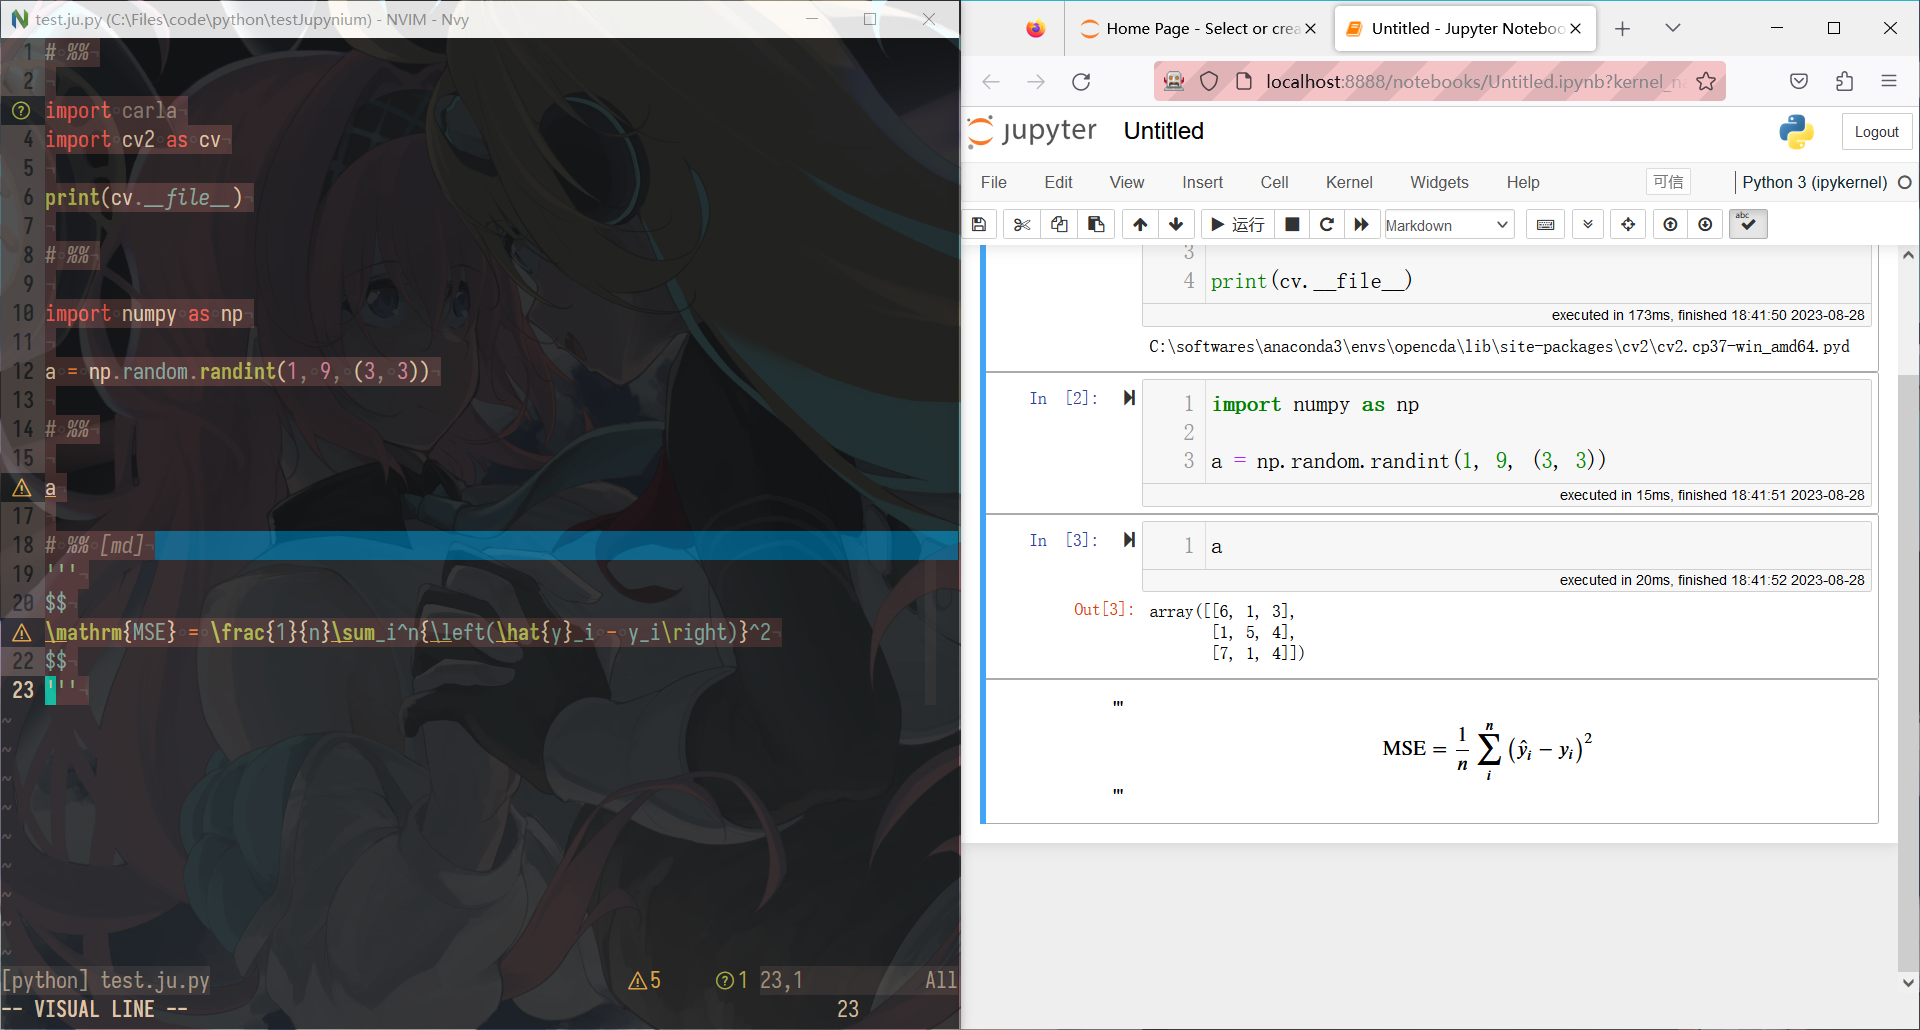 test.ju.py (C:\Files\code\python\testJupynium) - NVIM - Nvy
1 # %%
2
import carla
4 import cv2 as cv
5
6 print(cv.__file__)
7
8 # %%
9
10 import numpy as np
11
12 a = np.random.randint(1, 9, (3, 3))
13
14 # %%
15
a
17
18 # %% [md]
19 '''
20 $$
\mathrm{MSE} = \frac{1}{n}\sum_i^n{\left(\hat{y}_i - y_i\right)}^2
22 $$
23 '''
~
~
~
~
~
~
~
~
~
[python] test.ju.py 5 1 23,1 All
-- VISUAL LINE -- 23
Home Page - Select or crea
Untitled - Jupyter Noteboo
localhost:8888/notebooks/Untitled.ipynb?kernel_na
jupyter Untitled
Logout
File Edit View Insert Cell Kernel Widgets Help 可信 Python 3 (ipykernel)
运行 Markdown abc
3
4 print(cv.__file__)
executed in 173ms, finished 18:41:50 2023-08-28
C:\softwares\anaconda3\envs\opencda\lib\site-packages\cv2\cv2.cp37-win_amd64.pyd
In [2]: 1 import numpy as np
2
3 a = np.random.randint(1, 9, (3, 3))
executed in 15ms, finished 18:41:51 2023-08-28
In [3]: 1 a
executed in 20ms, finished 18:41:52 2023-08-28
Out[3]: array([[6, 1, 3],
[1, 5, 4],
[7, 1, 4]])
'''
MSE = \frac{1}{n} \sum_i^n (\hat{y}_i - y_i)^2
'''